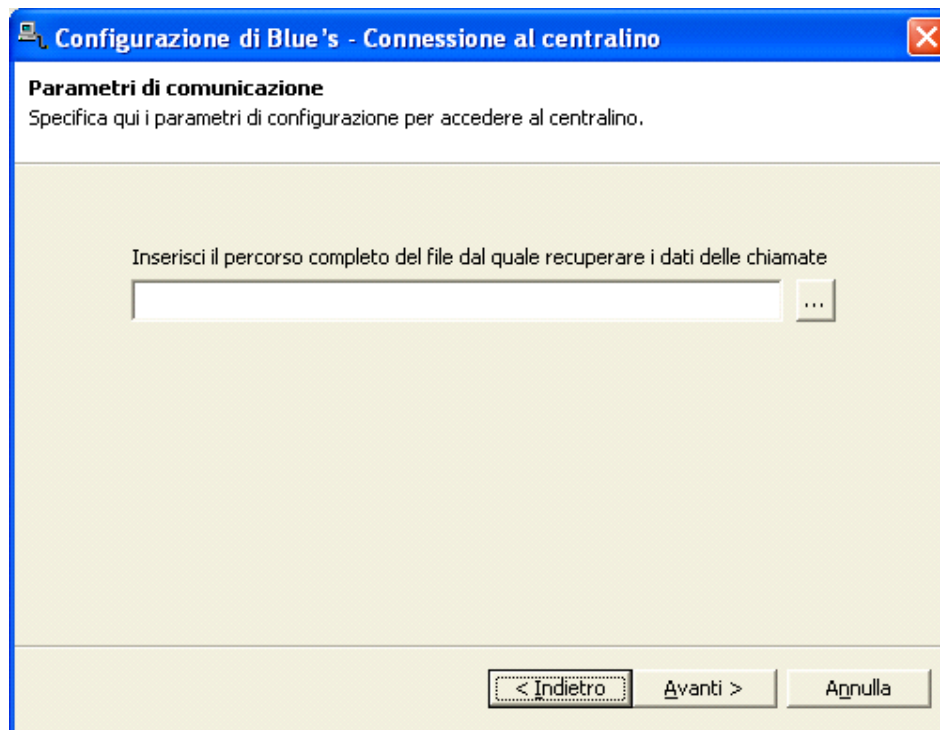 Configurazione di Blue's - Connessione al centralino
Parametri di comunicazione
Specifica qui i parametri di configurazione per accedere al centralino.
Inserisci il percorso completo del file dal quale recuperare i dati delle chiamate
...
< Indietro
Avanti >
Annulla